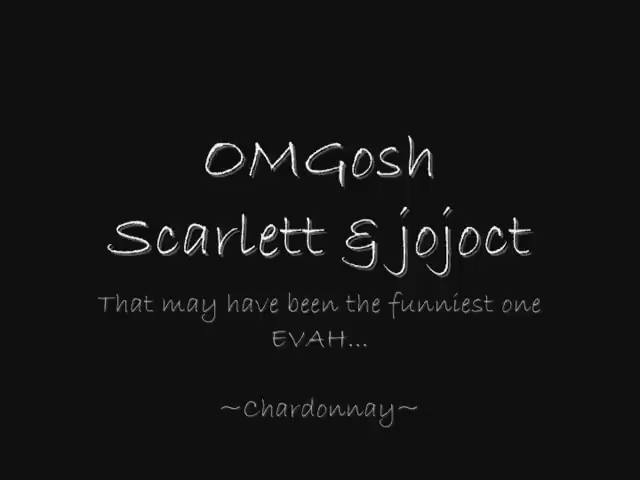 OMGosh
Scarlett & jojoct
That may have been the funniest one
EVAH...
~Chardonnay~